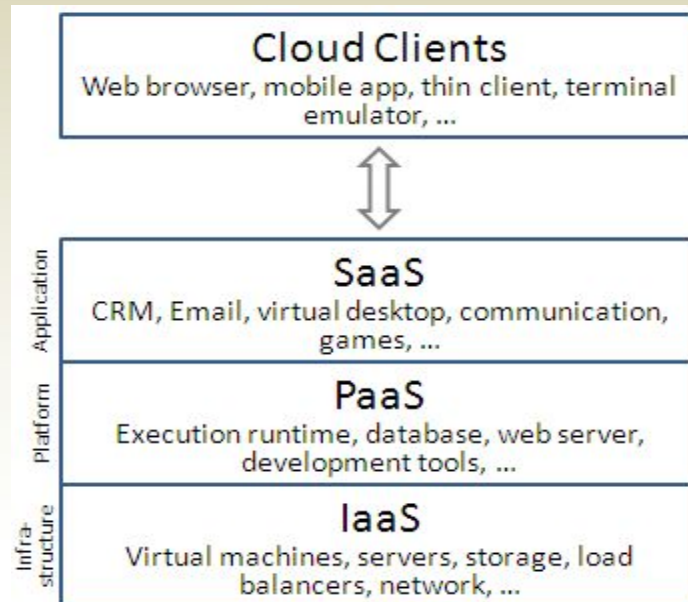 Cloud Clients
Web browser, mobile app, thin client, terminal
emulator, ...
Application
SaaS
CRM, Email, virtual desktop, communication,
games, ...
Platform
PaaS
Execution runtime, database, web server,
development tools, ...
Infra-
structure
IaaS
Virtual machines, servers, storage, load
balancers, network, ...